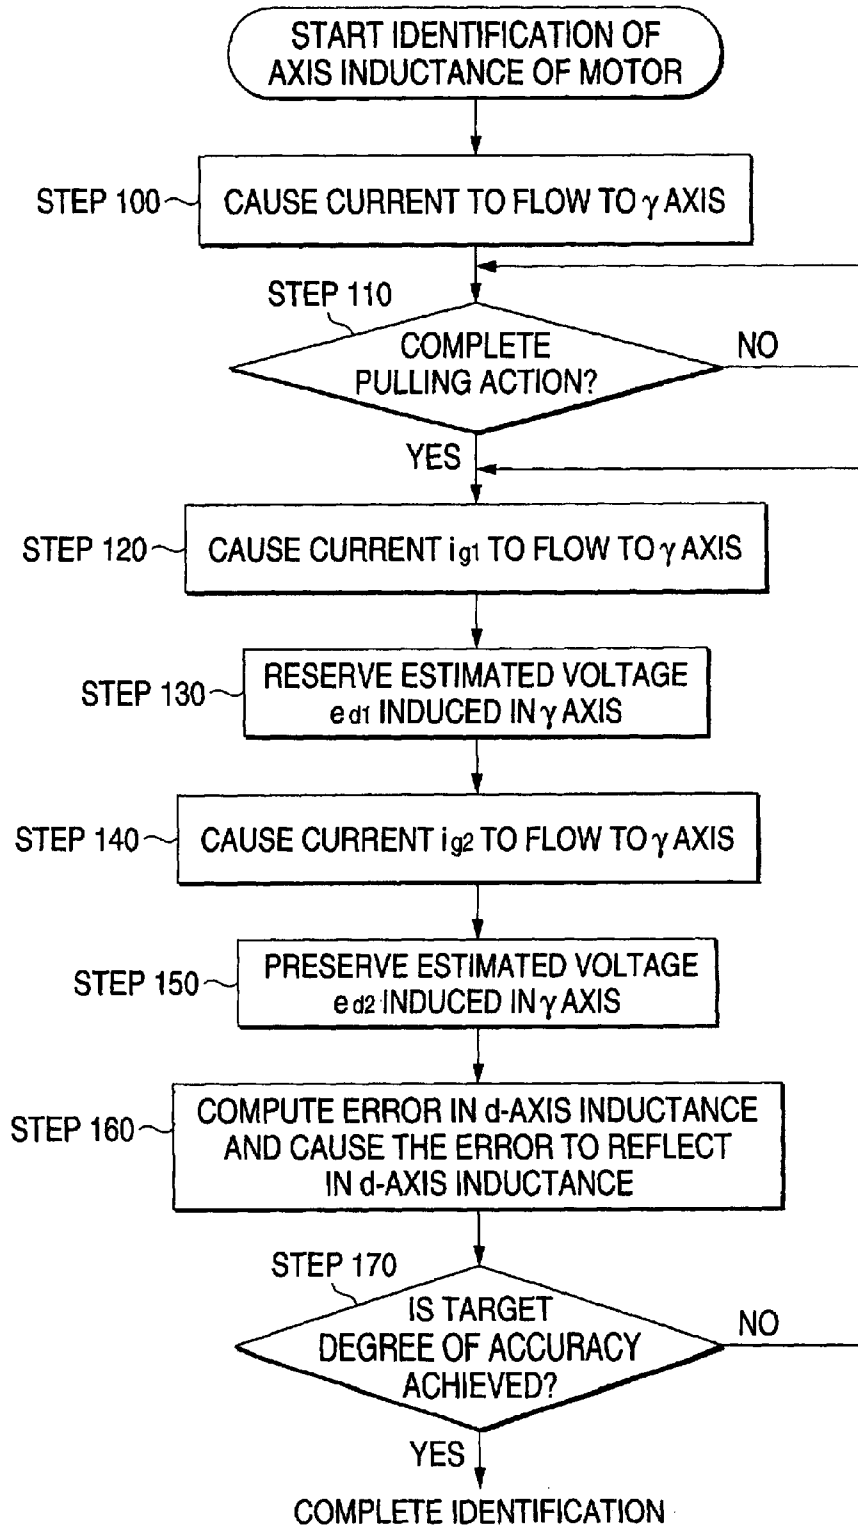 START IDENTIFICATION OF
AXIS INDUCTANCE OF MOTOR
STEP 100
CAUSE CURRENT TO FLOW TO γ AXIS
STEP 110
COMPLETE
PULLING ACTION?
NO
YES
STEP 120
CAUSE CURRENT ig1 TO FLOW TO γ AXIS
STEP 130
RESERVE ESTIMATED VOLTAGE
ed1 INDUCED IN γ AXIS
STEP 140
CAUSE CURRENT ig2 TO FLOW TO γ AXIS
STEP 150
PRESERVE ESTIMATED VOLTAGE
ed2 INDUCED IN γ AXIS
STEP 160
COMPUTE ERROR IN d-AXIS INDUCTANCE
AND CAUSE THE ERROR TO REFLECT
IN d-AXIS INDUCTANCE
STEP 170
IS TARGET
DEGREE OF ACCURACY
ACHIEVED?
NO
YES
COMPLETE IDENTIFICATION